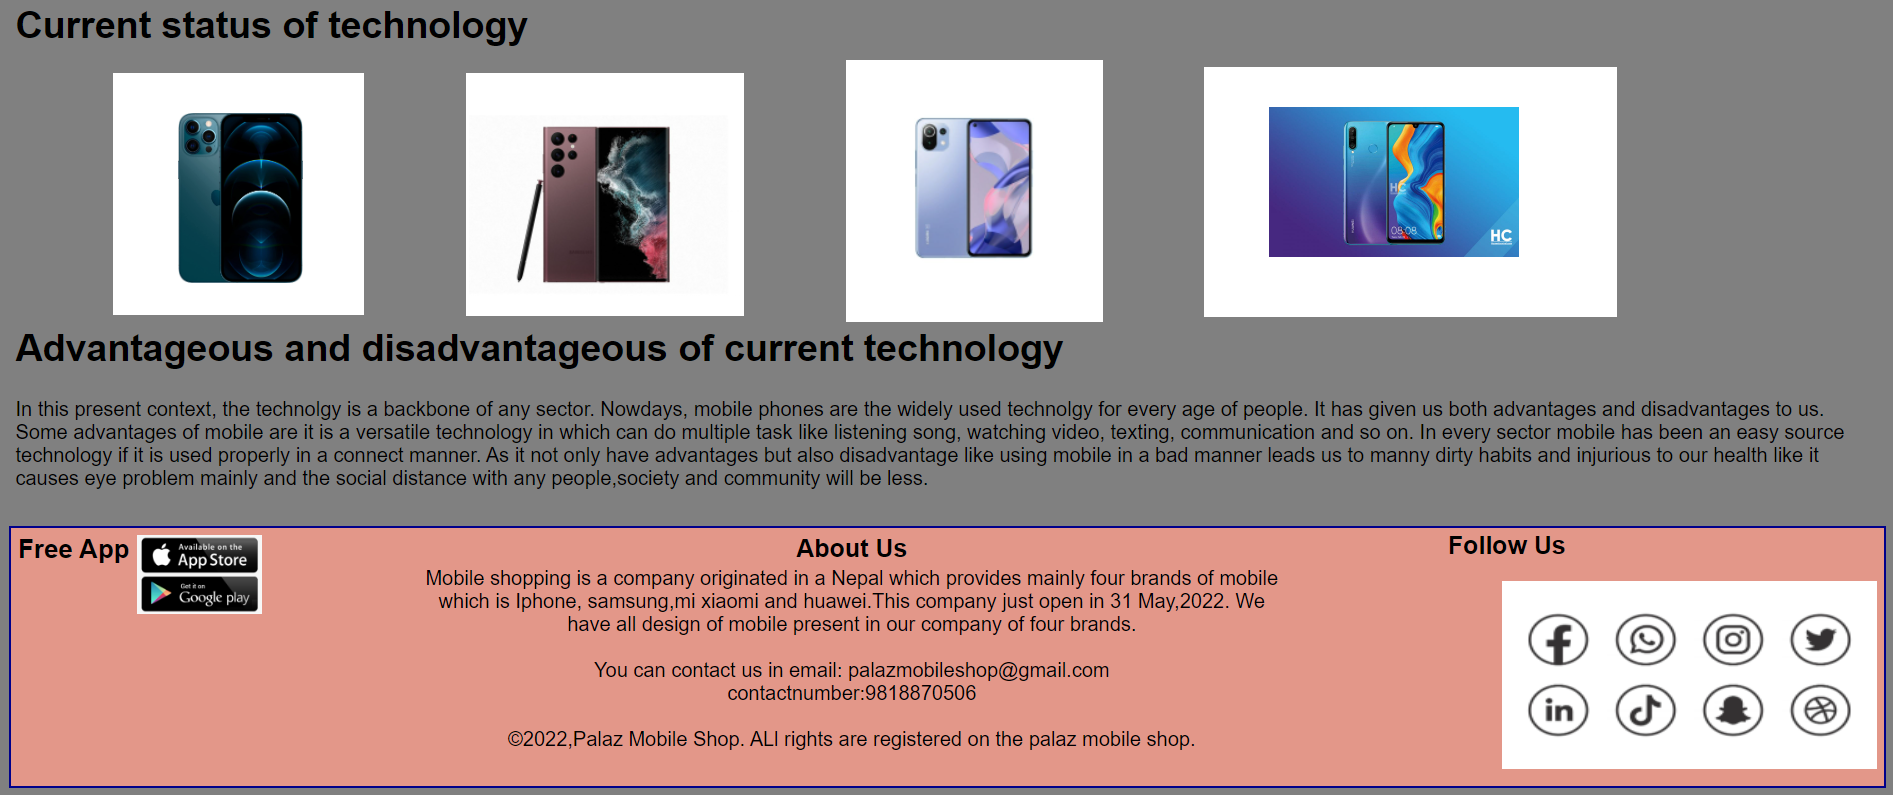 Current status of technology
HC
08:08
HC
Advantageous and disadvantageous of current technology
In this present context, the technolgy is a backbone of any sector. Nowdays, mobile phones are the widely used technolgy for every age of people. It has given us both advantages and disadvantages to us.
Some advantages of mobile are it is a versatile technology in which can do multiple task like listening song, watching video, texting, communication and so on. In every sector mobile has been an easy source
technology if it is used properly in a connect manner. As it not only have advantages but also disadvantage like using mobile in a bad manner leads us to manny dirty habits and injurious to our health like it
causes eye problem mainly and the social distance with any people,society and community will be less.
Free App
Available on the
App Store
Get it on
Google play
About Us
Mobile shopping is a company originated in a Nepal which provides mainly four brands of mobile
which is Iphone, samsung,mi xiaomi and huawei.This company just open in 31 May,2022. We
have all design of mobile present in our company of four brands.
You can contact us in email: palazmobileshop@gmail.com
contactnumber:9818870506
©2022,Palaz Mobile Shop. ALl rights are registered on the palaz mobile shop.
Follow Us
in